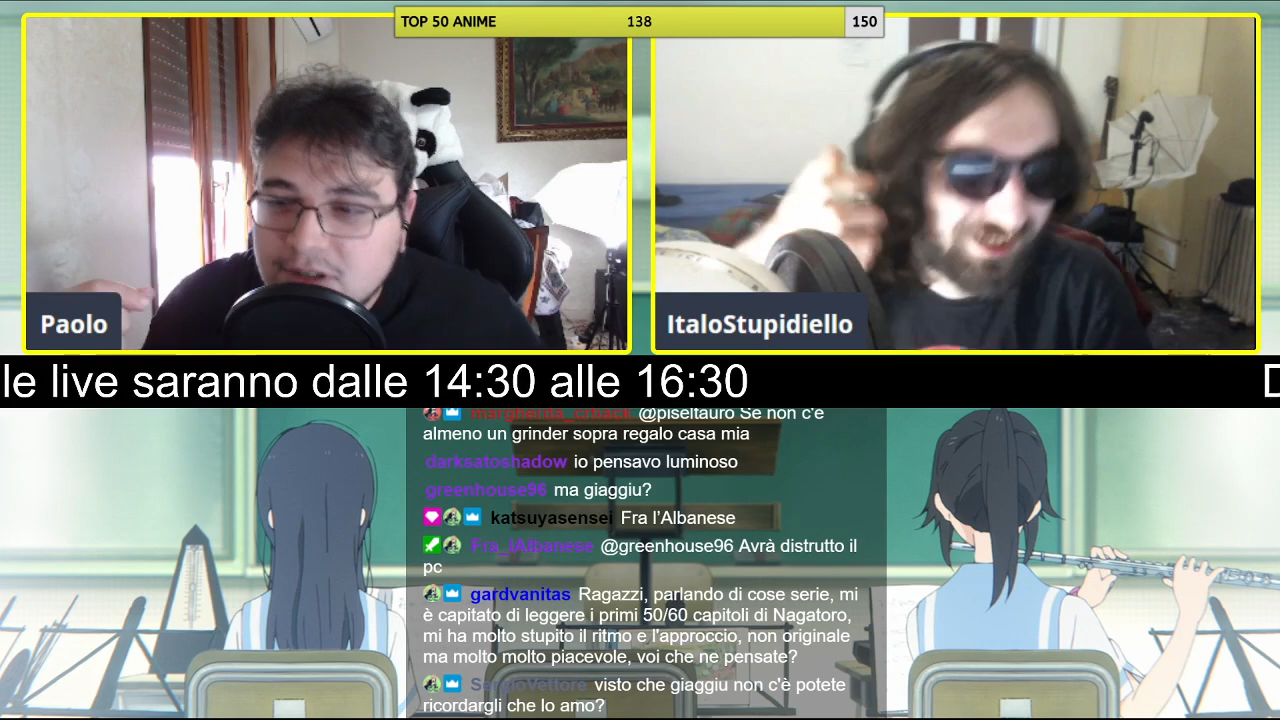 TOP 50 ANIME 138 150
Paolo
ItaloStupidiello
le live saranno dalle 14:30 alle 16:30 D
margherita_crhack @piseltauro Se non c'è
almeno un grinder sopra regalo casa mia
darksatoshadow io pensavo luminoso
greenhouse96 ma giaggiu?
katsuyasensei Fra l'Albanese
Fra_lAlbanese @greenhouse96 Avrà distrutto il
pc
gardvanitas Ragazzi, parlando di cose serie, mi
è capitato di leggere i primi 50/60 capitoli di Nagatoro,
mi ha molto stupito il ritmo e l'approccio, non originale
ma molto molto piacevole, voi che ne pensate?
SergioVettore visto che giaggiu non c'è potete
ricordargli che lo amo?